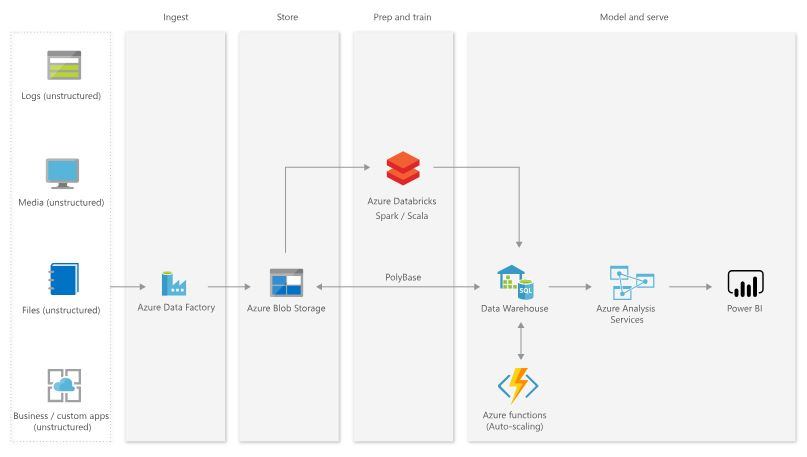 Ingest
Store
Prep and train
Model and serve
Logs (unstructured)
Media (unstructured)
Files (unstructured)
Business / custom apps
(unstructured)
Azure Data Factory
Azure Blob Storage
Azure Databricks
Spark / Scala
PolyBase
SQL
Data Warehouse
Azure functions
(Auto-scaling)
Azure Analysis
Services
Power BI